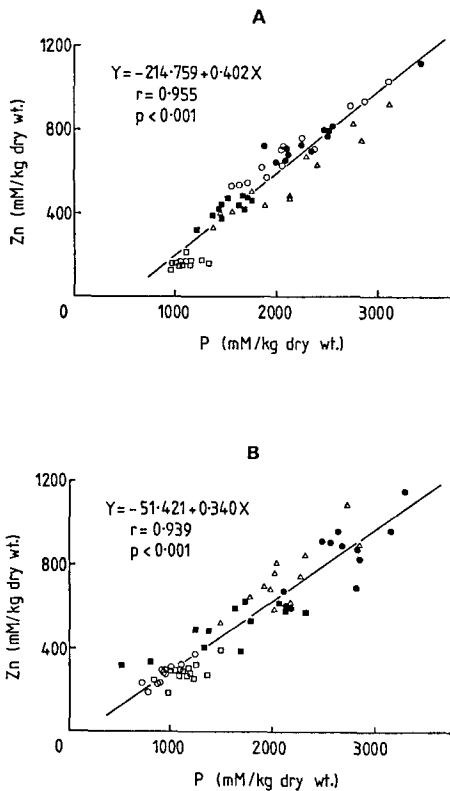 A
1200
800
400
0
1000
2000
3000
Zn (mM/kg dry wt.)
P (mM/kg dry wt.)
Y=-214·759+0·402X
r=0·955
p<0·001
B
1200
800
400
0
1000
2000
3000
Zn (mM/kg dry wt.)
P (mM/kg dry wt.)
Y=-51·421+0·340X
r=0·939
p<0·001